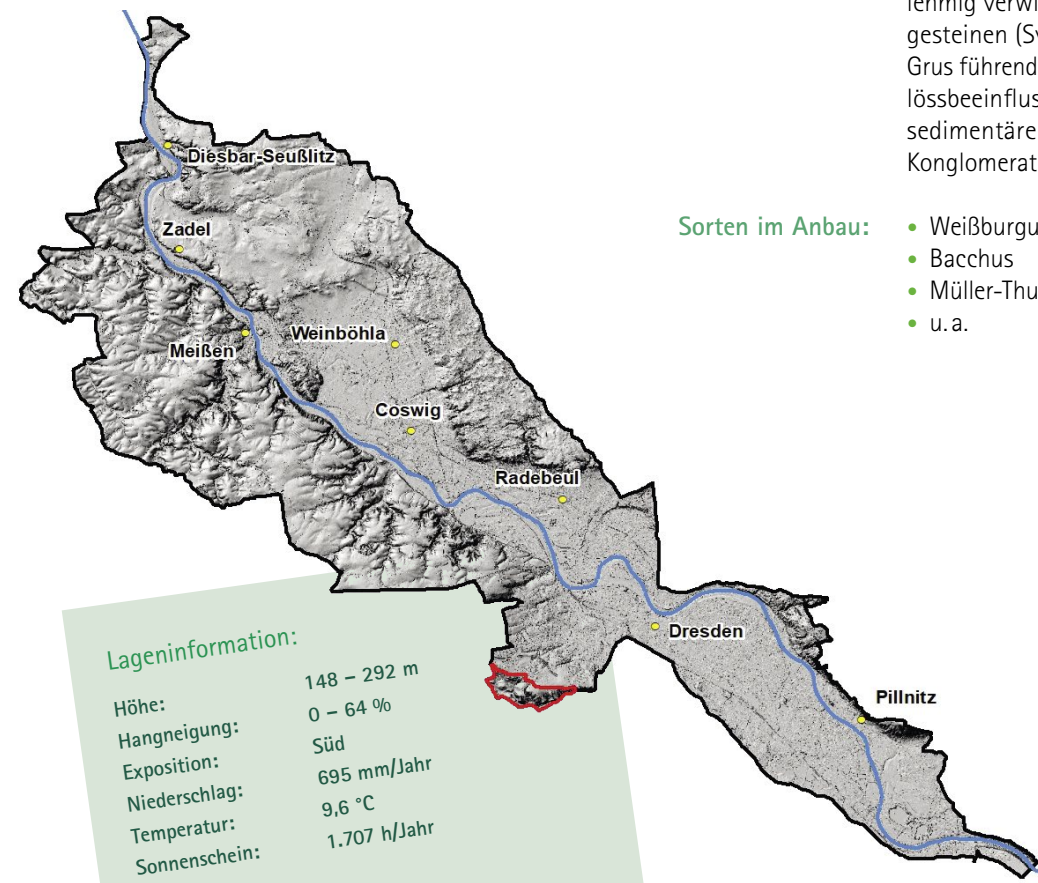 lehmig verwi
gesteinen (Sy
Grus führend
lössbeeinflus
sedimentäre
Konglomerat
Sorten im Anbau:
• Weißburgu
• Bacchus
• Müller-Thu
• u. a.
Diesbar-Seußlitz
Zadel
Weinböhla
Meißen
Coswig
Radebeul
Dresden
Pillnitz
Lageninformation:
Höhe: 148 – 292 m
Hangneigung: 0 – 64 %
Exposition: Süd
Niederschlag: 695 mm/Jahr
Temperatur: 9,6 °C
Sonnenschein: 1.707 h/Jahr